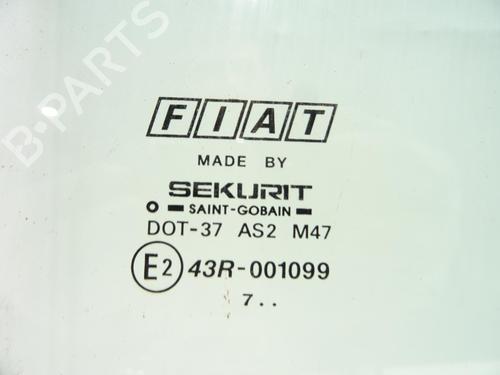 B-PARTS
FIAT
MADE BY
SEKURIT
SAINT-GOBAIN
DOT-37 AS2 M47
E2 43R-001099
7..